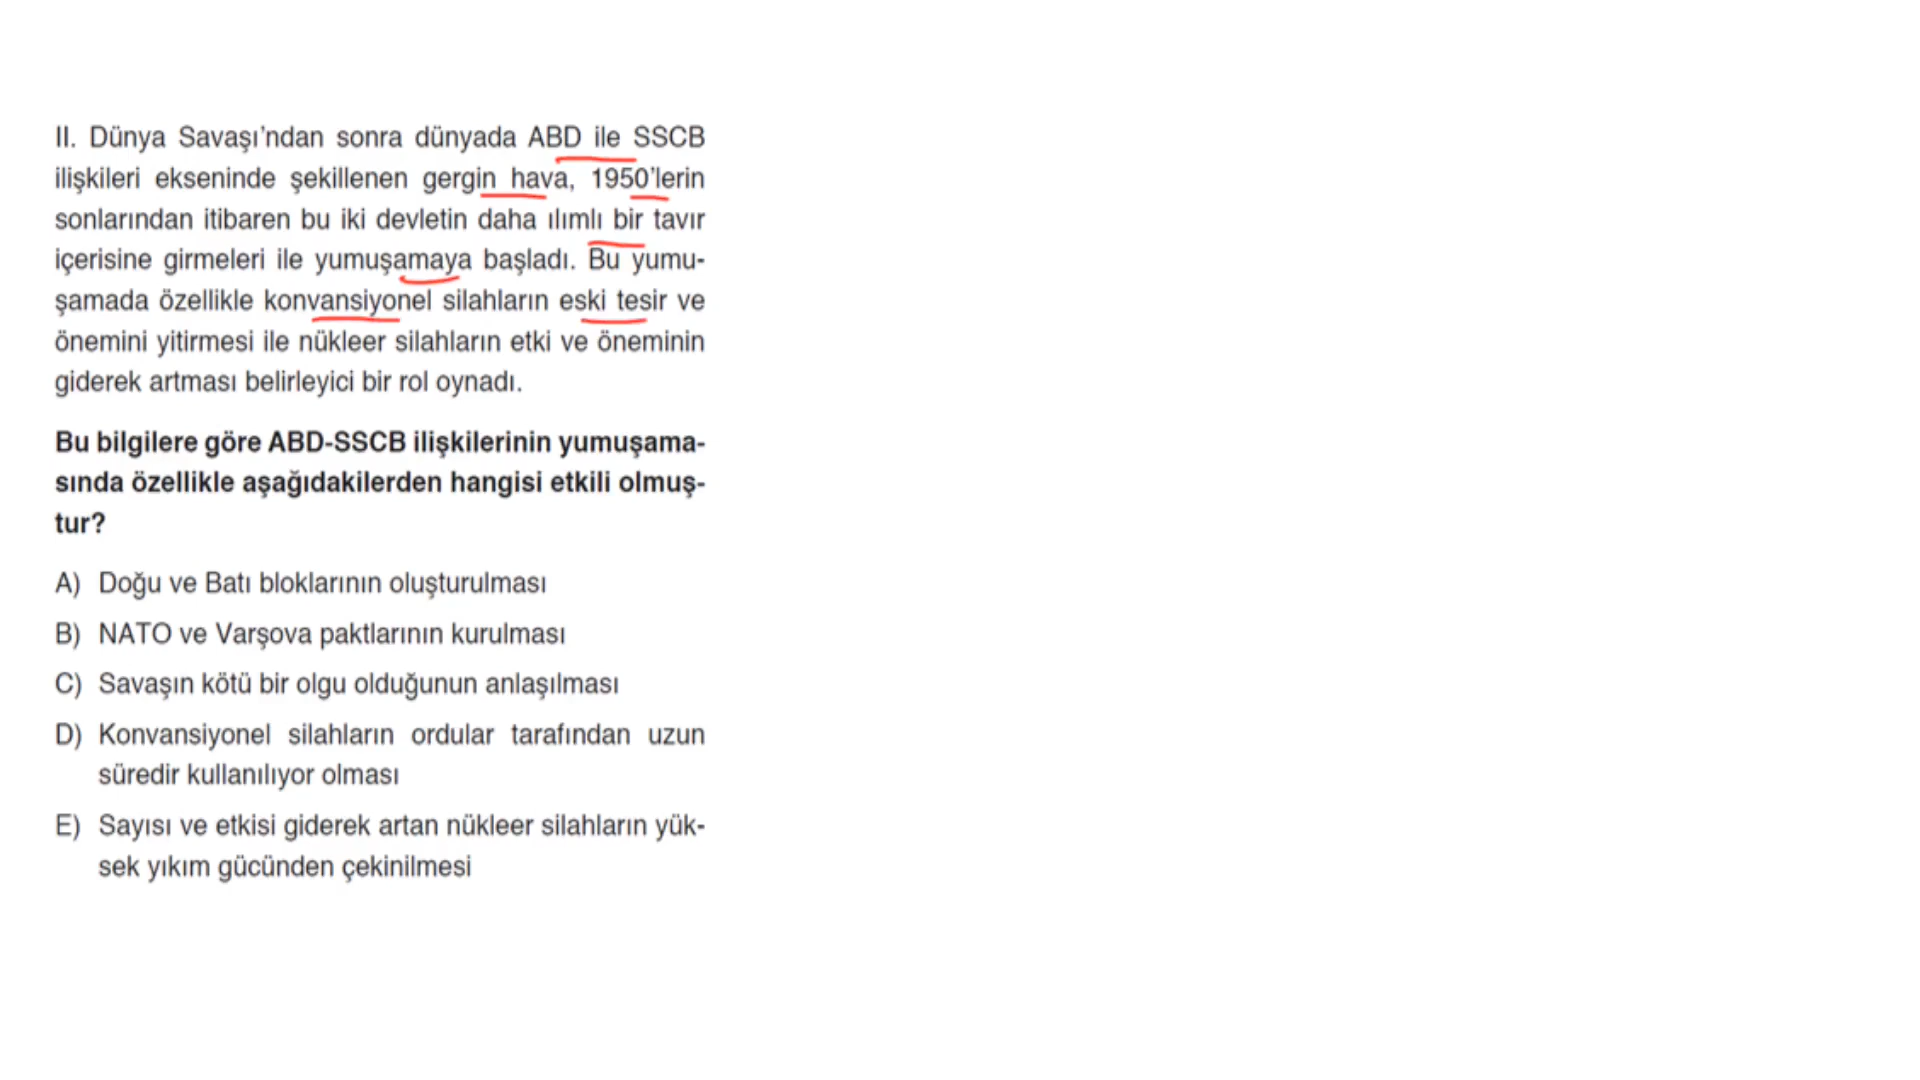 II. Dünya Savaşı'ndan sonra dünyada ABD ile SSCB
ilişkileri ekseninde şekillenen gergin hava, 1950'lerin
sonlarından itibaren bu iki devletin daha ılımlı bir tavır
içerisine girmeleri ile yumuşamaya başladı. Bu yumu-
şamada özellikle konvansiyonel silahların eski tesir ve
önemini yitirmesi ile nükleer silahların etki ve öneminin
giderek artması belirleyici bir rol oynadı.
Bu bilgilere göre ABD-SSCB ilişkilerinin yumuşama-
sında özellikle aşağıdakilerden hangisi etkili olmuş-
tur?
A) Doğu ve Batı bloklarının oluşturulması
B) NATO ve Varşova paktlarının kurulması
C) Savaşın kötü bir olgu olduğunun anlaşılması
D) Konvansiyonel silahların ordular tarafından uzun
süredir kullanılıyor olması
E) Sayısı ve etkisi giderek artan nükleer silahların yük-
sek yıkım gücünden çekinilmesi